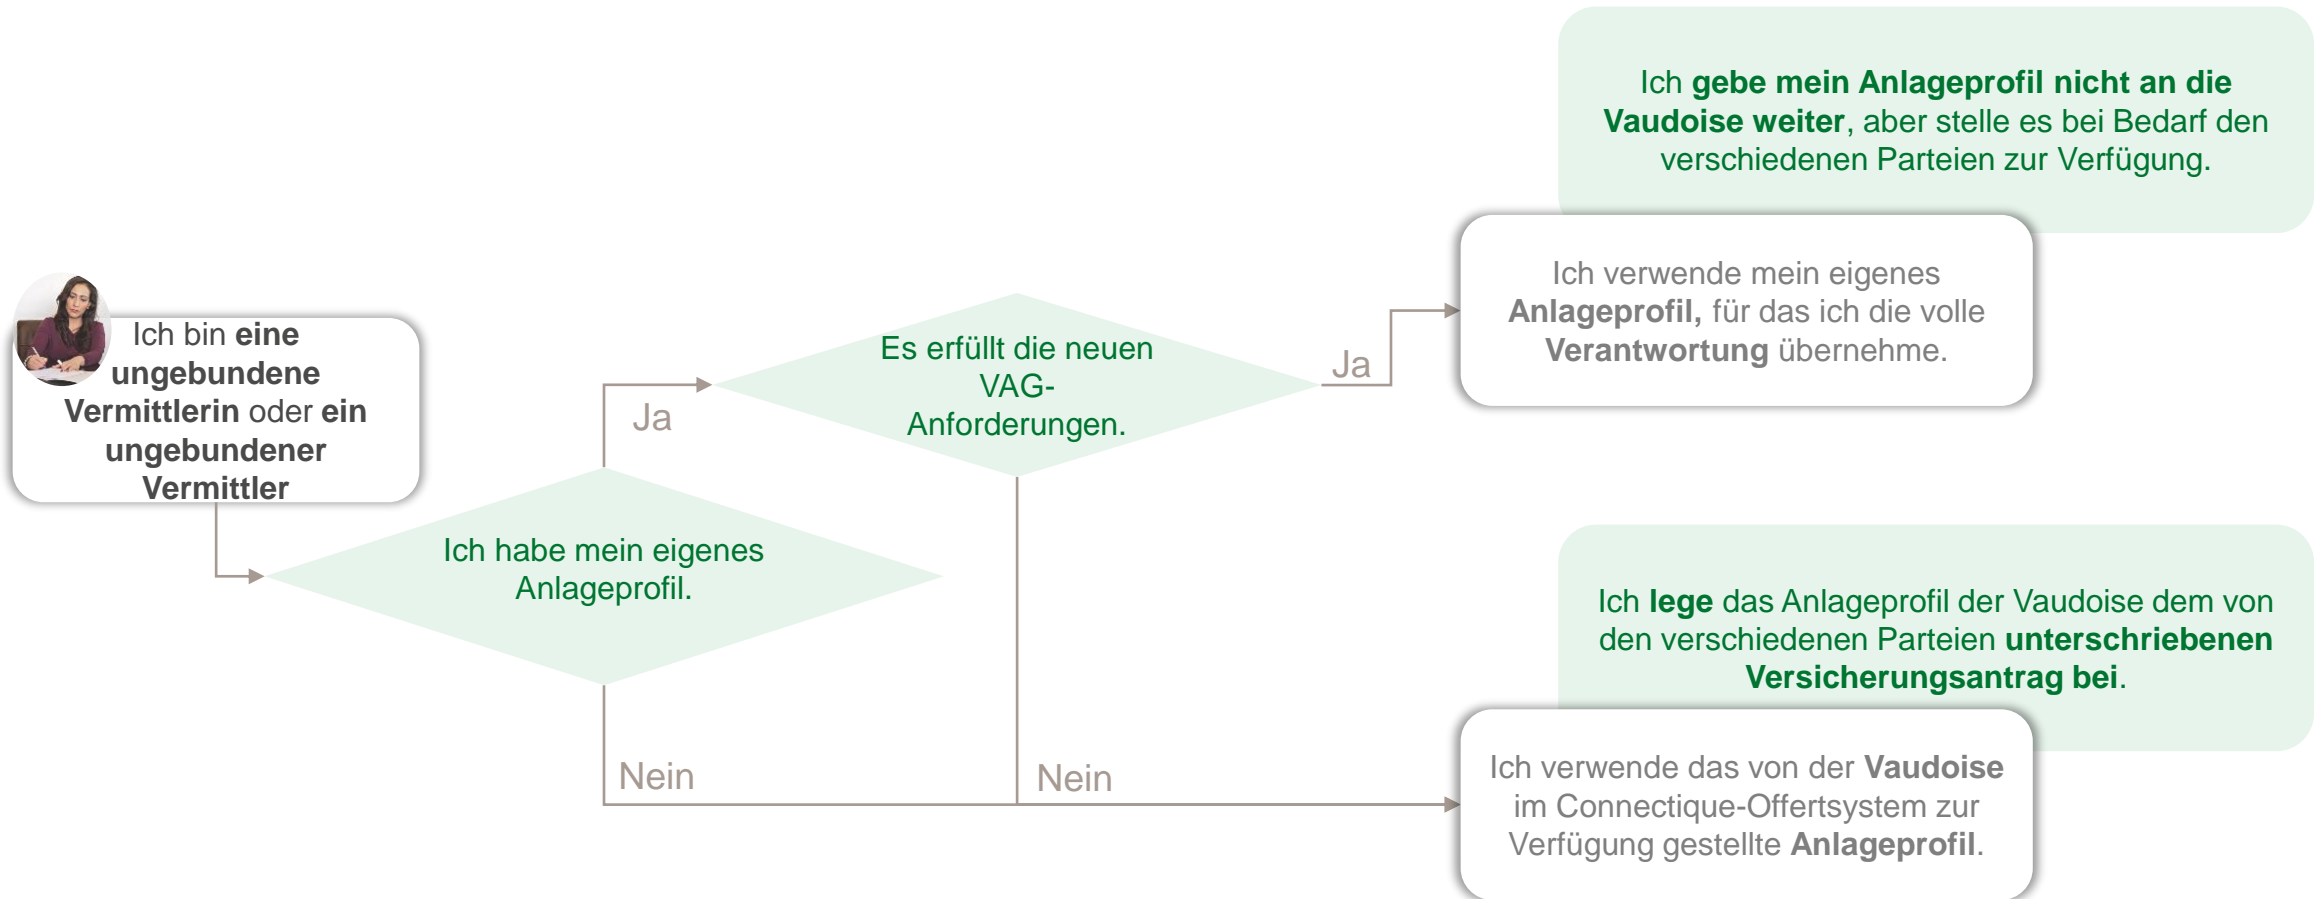 Ich gebe mein Anlageprofil nicht an die
Vaudoise weiter, aber stelle es bei Bedarf den
verschiedenen Parteien zur Verfügung.
Ich verwende mein eigenes
Anlageprofil, für das ich die volle
Verantwortung übernehme.
Ich bin eine
ungebundene
Vermittlerin oder ein
ungebundener
Vermittler
Es erfüllt die neuen
VAG-
Anforderungen.
Ja
Ja
Ich habe mein eigenes
Anlageprofil.
Ich lege das Anlageprofil der Vaudoise dem von
den verschiedenen Parteien unterschriebenen
Versicherungsantrag bei.
Nein
Nein
Ich verwende das von der Vaudoise
im Connectique-Offertsystem zur
Verfügung gestellte Anlageprofil.